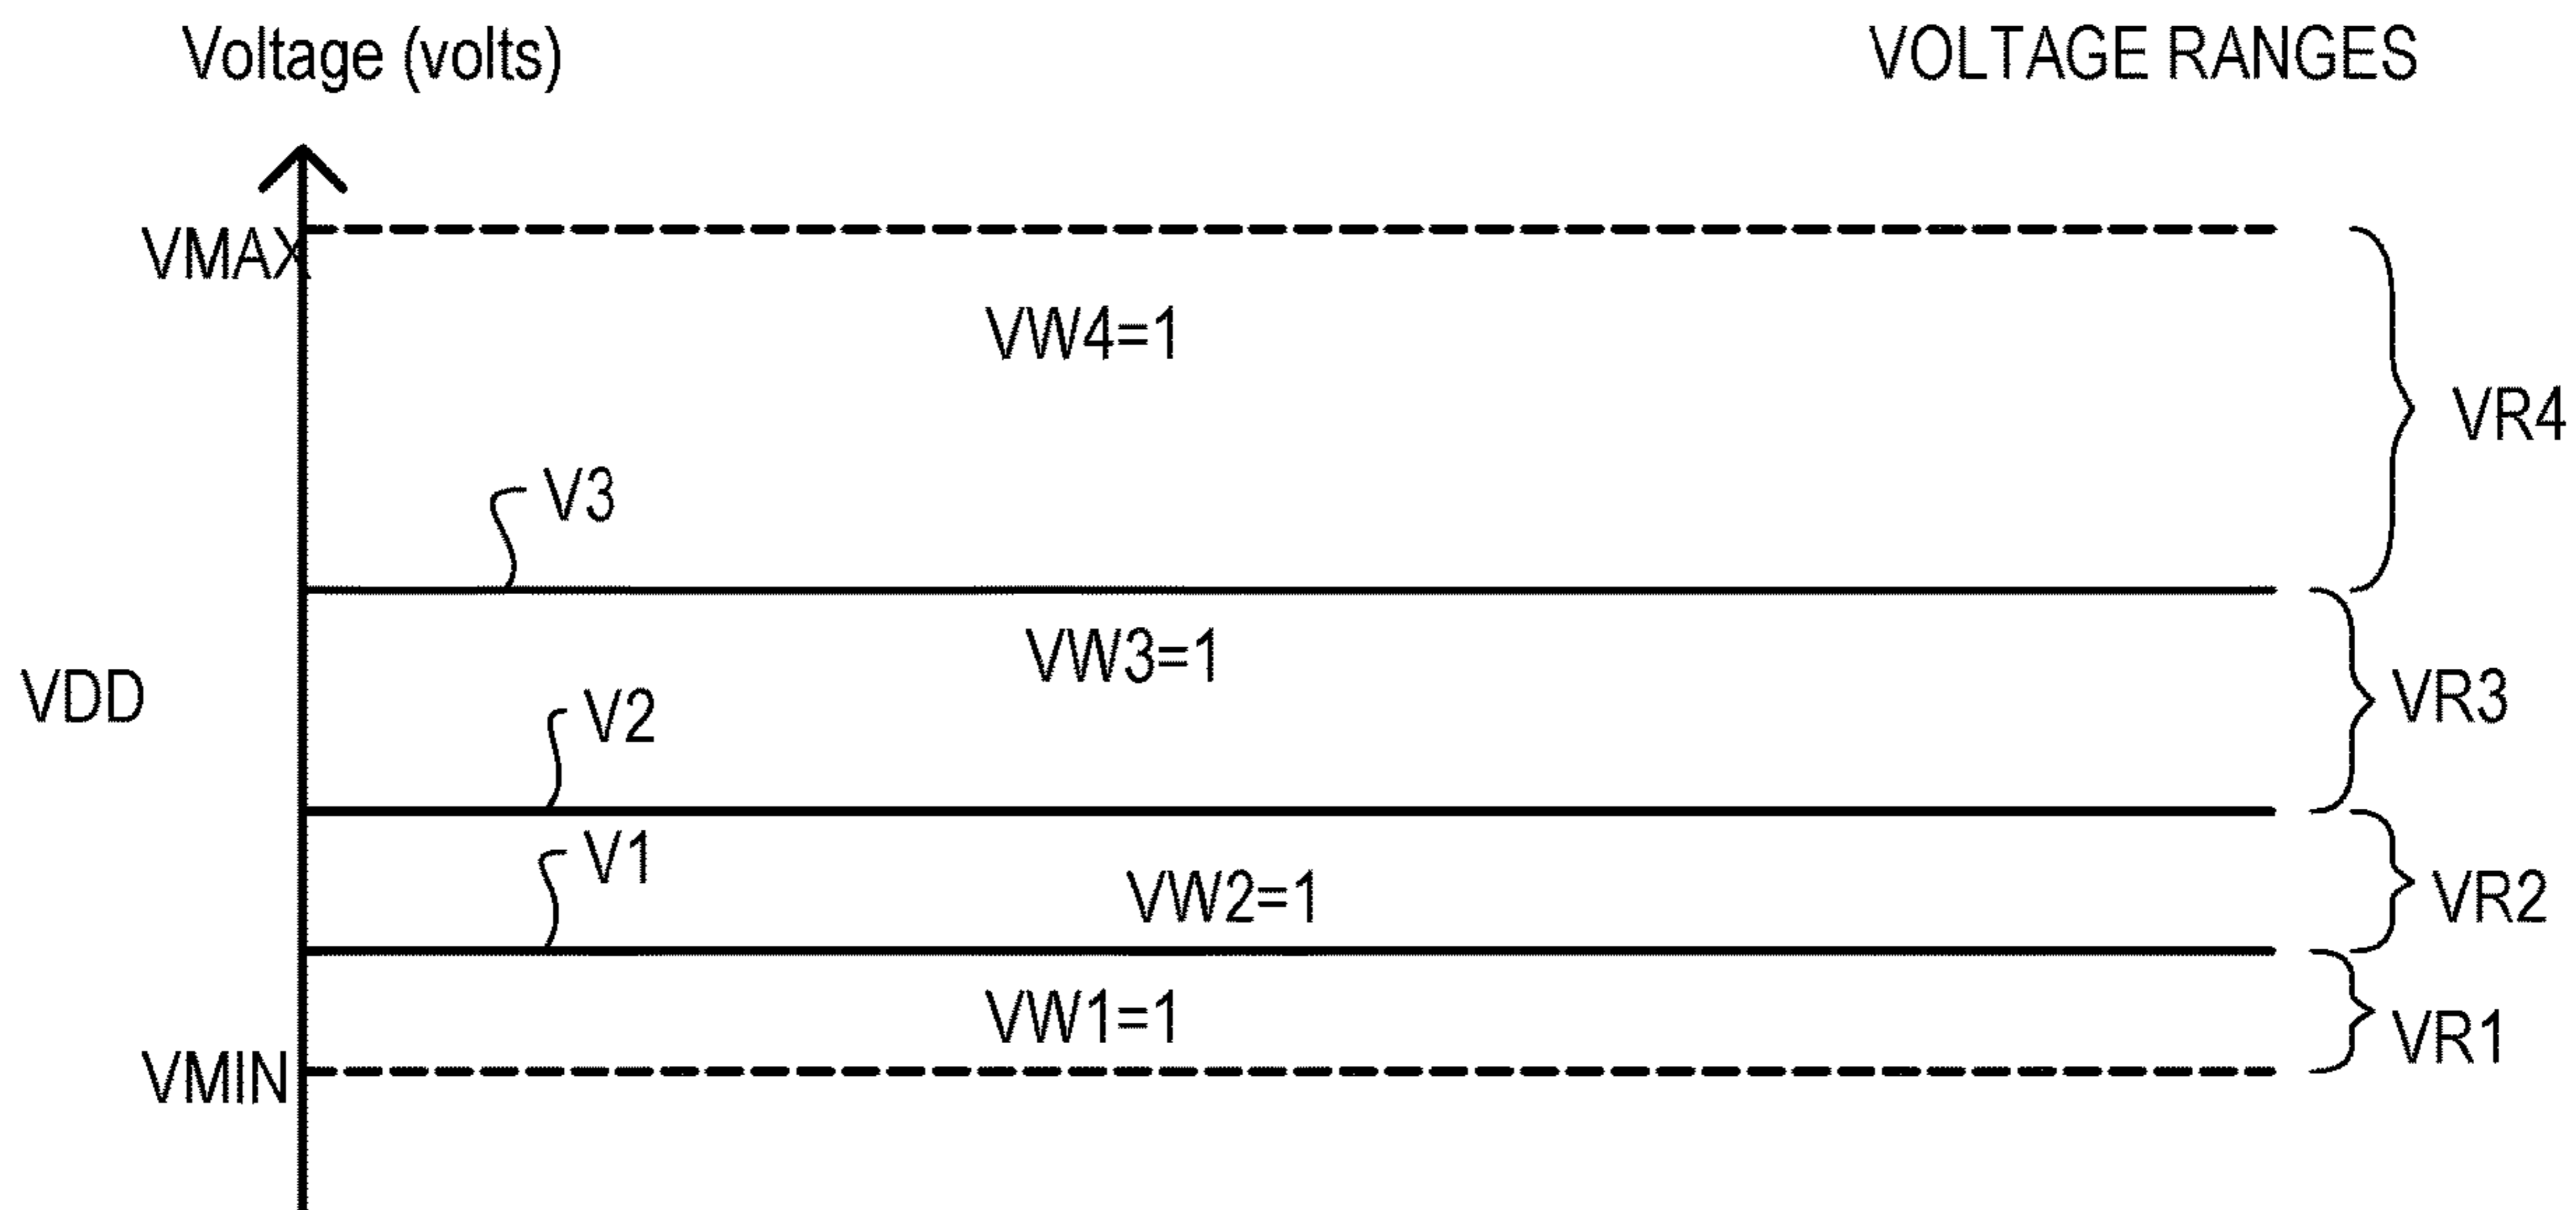 Voltage (volts)
VOLTAGE RANGES
VMAX
VW4=1
VR4
V3
VW3=1
VDD
V2
VR3
V1
VW2=1
VR2
VW1=1
VR1
VMIN